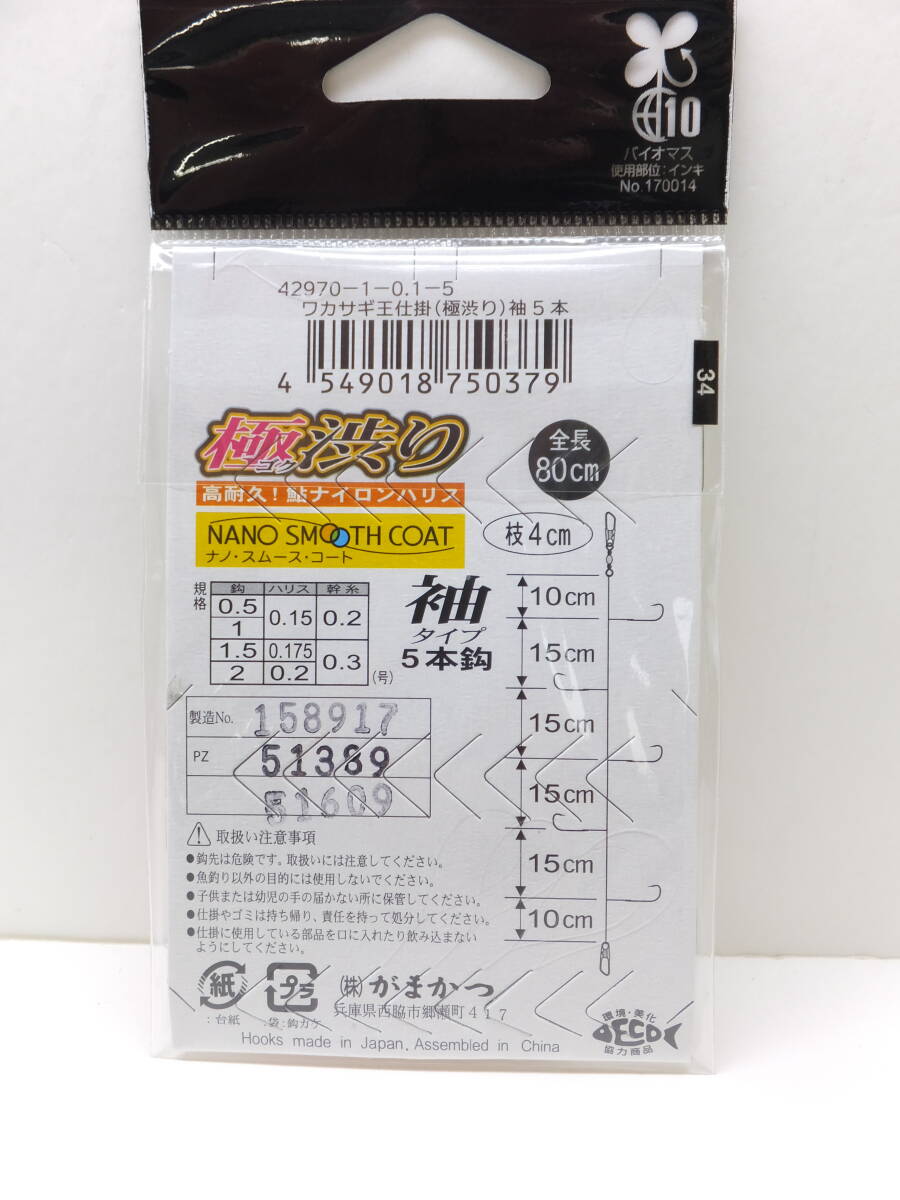 10
バイオマス
使用部位:インキ
No.170014
42970-1-0.1-5
ワカサギ王仕掛(極渋り)袖5本
4 549018 750379
34
極渋り
ゴク
高耐久!鮎ナイロンハリス
NANO SMOOTH COAT
ナノ・スムース・コート
全長
80cm
枝4cm
規格
鈎 ハリス 幹糸
0.5 0.15 0.2
1
1.5 0.175 0.3
2 0.2
(号)
袖
タイプ
5本鈎
10cm
15cm
15cm
15cm
15cm
10cm
製造No. 158917
PZ 51389
51609
取扱い注意事項
●鈎先は危険です。取扱いには注意してください。
●魚釣り以外の目的には使用しないでください。
●子供または幼児の手の届かない所に保管してください。
●仕掛やゴミは持ち帰り、責任を持って処分してください。
●仕掛に使用している部品を口に入れたり飲み込まない
ようにしてください。
紙
:台紙
プラ
:袋:鈎カケ
(株)がまかつ
兵庫県西脇市郷瀬町417
Hooks made in Japan. Assembled in China
環境・美化
DECO
協力商品